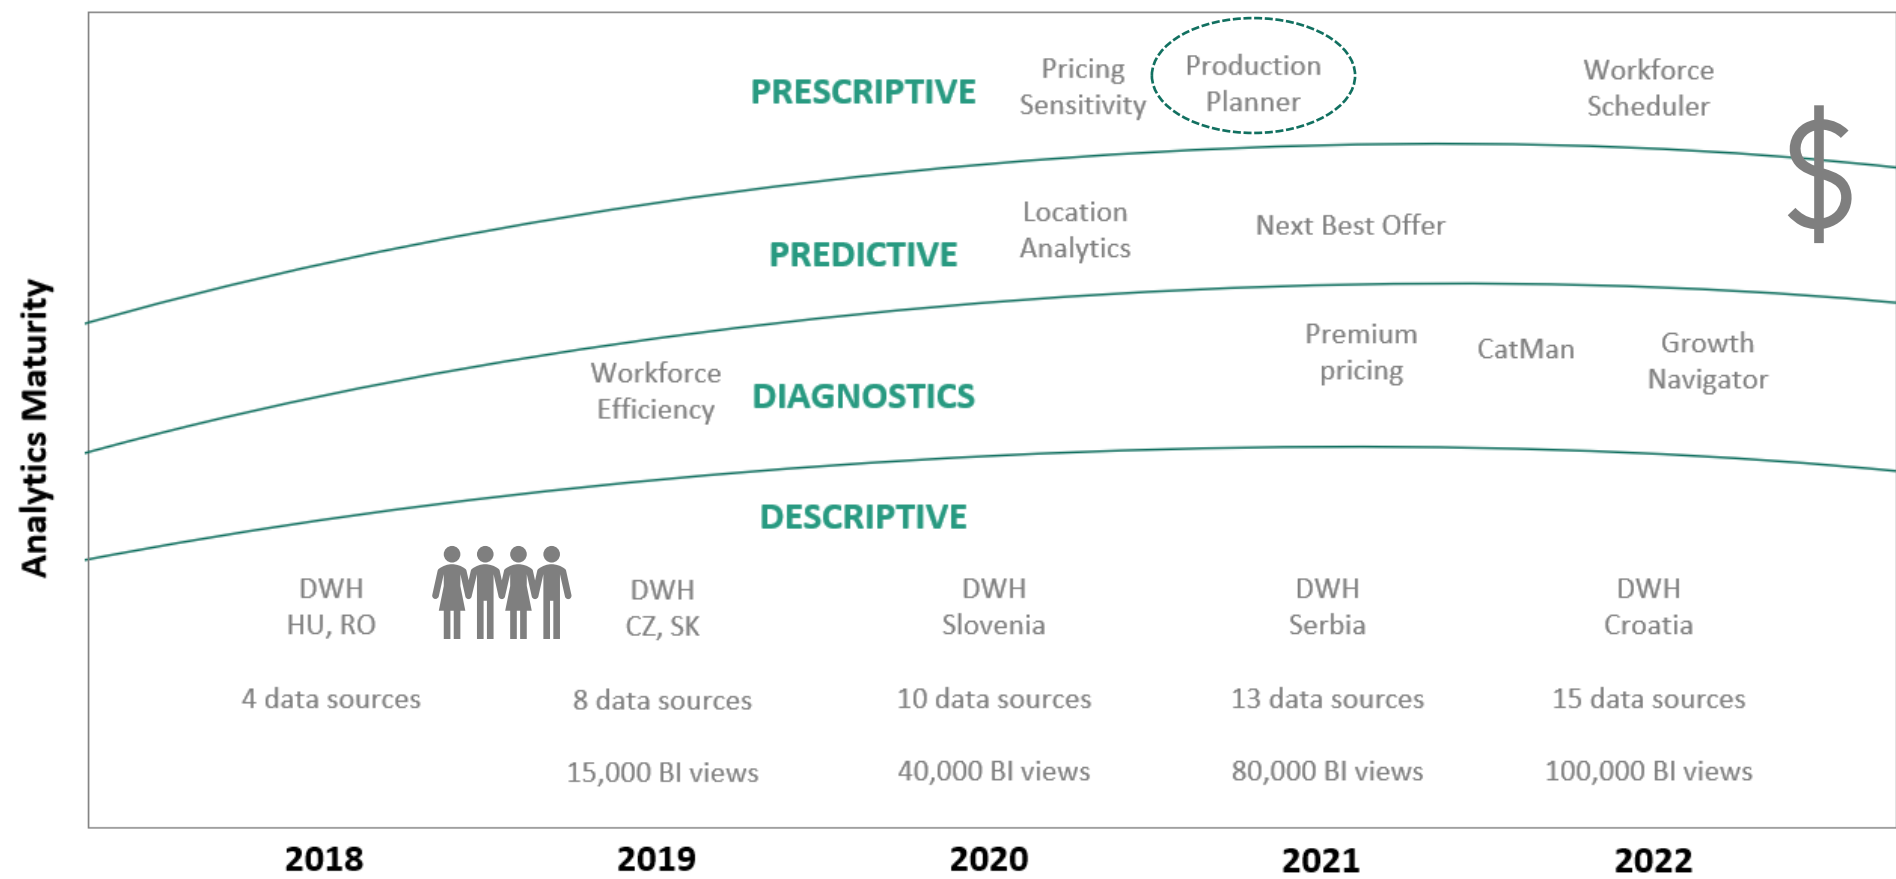 Analytics Maturity
PRESCRIPTIVE
Pricing
Sensitivity
Production
Planner
Workforce
Scheduler
$
PREDICTIVE
Location
Analytics
Next Best Offer
Workforce
Efficiency
DIAGNOSTICS
Premium
pricing
CatMan
Growth
Navigator
DESCRIPTIVE
DWH
HU, RO
DWH
CZ, SK
DWH
Slovenia
DWH
Serbia
DWH
Croatia
4 data sources
8 data sources
10 data sources
13 data sources
15 data sources
15,000 BI views
40,000 BI views
80,000 BI views
100,000 BI views
2018
2019
2020
2021
2022